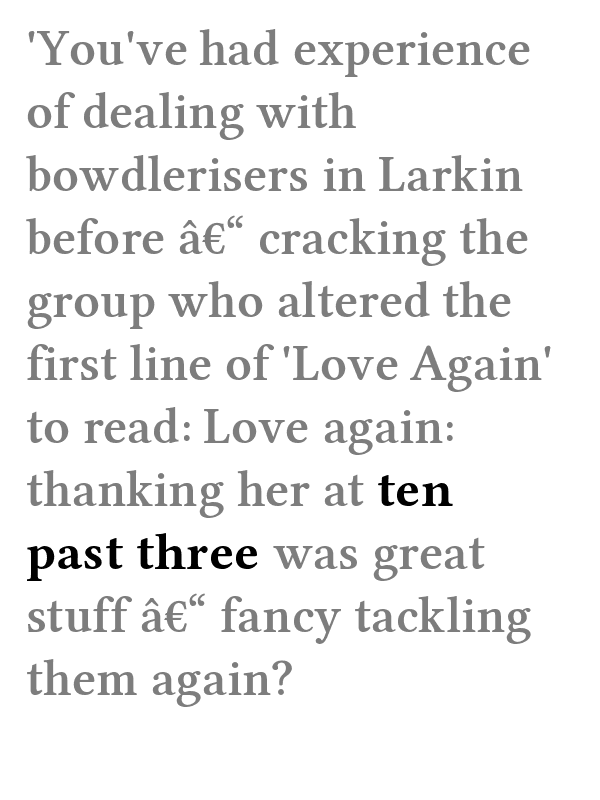 'You've had experience
of dealing with
bowdlerisers in Larkin
before â€“ cracking the
group who altered the
first line of 'Love Again'
to read: Love again:
thanking her at ten
past three was great
stuff â€“ fancy tackling
them again?